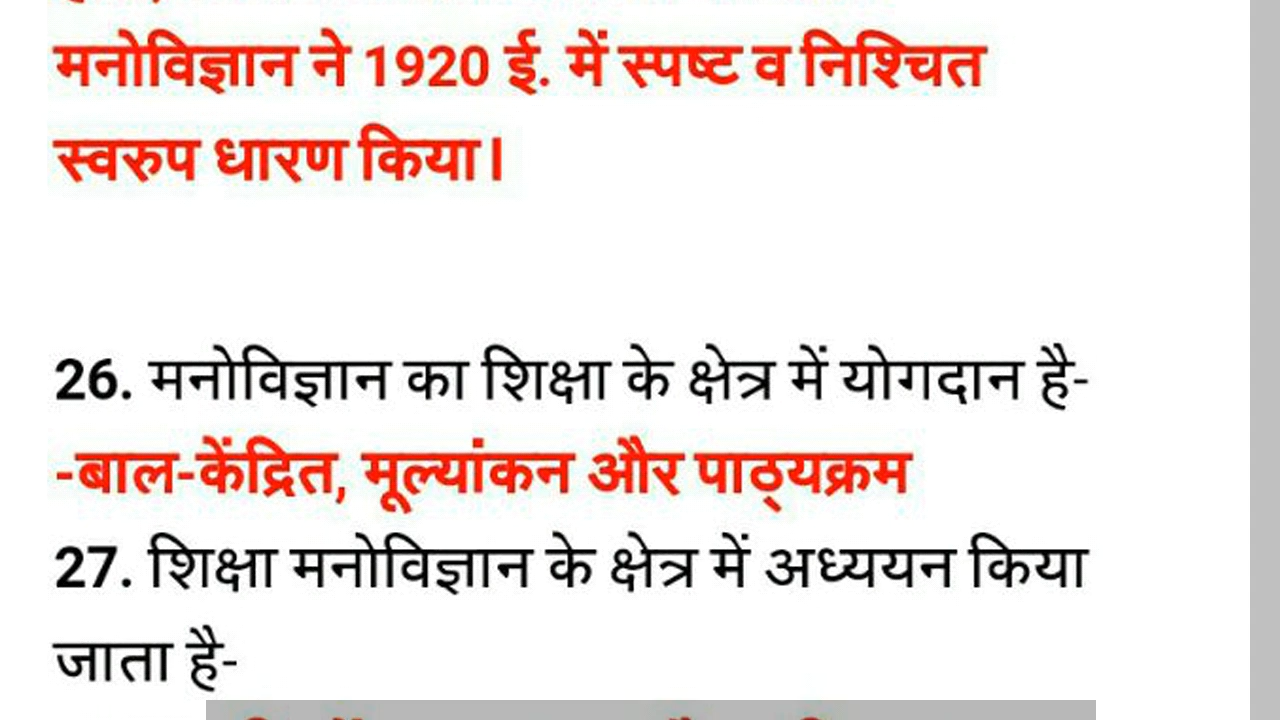 मनोविज्ञान ने 1920 ई. में स्पष्ट व निश्चित
स्वरुप धारण किया।
26. मनोविज्ञान का शिक्षा के क्षेत्र में योगदान है-
-बाल-केंद्रित, मूल्यांकन और पाठ्यक्रम
27. शिक्षा मनोविज्ञान के क्षेत्र में अध्ययन किया
जाता है-